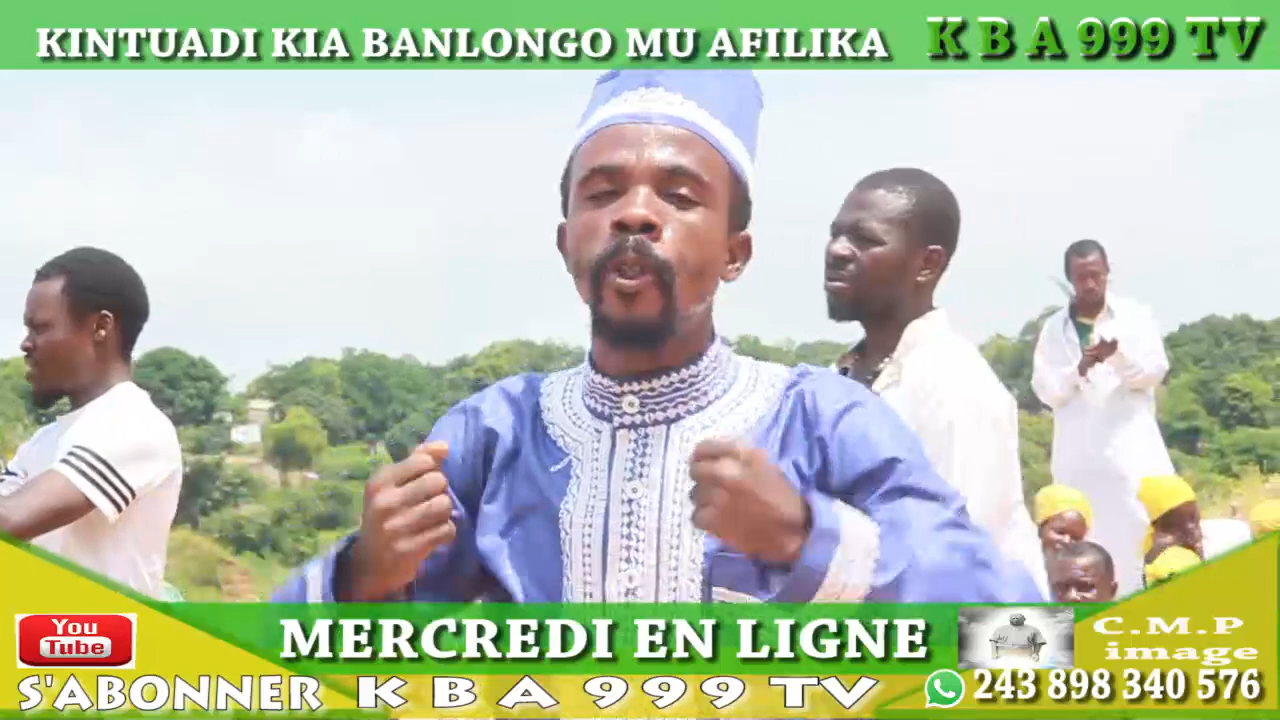 KINTUADI KIA BANLONGO MU AFILIKA
K B A 999 TV
MERCREDI EN LIGNE
You
Tube
C.M.P
image
S'ABONNER K B A 999 TV
243 898 340 576